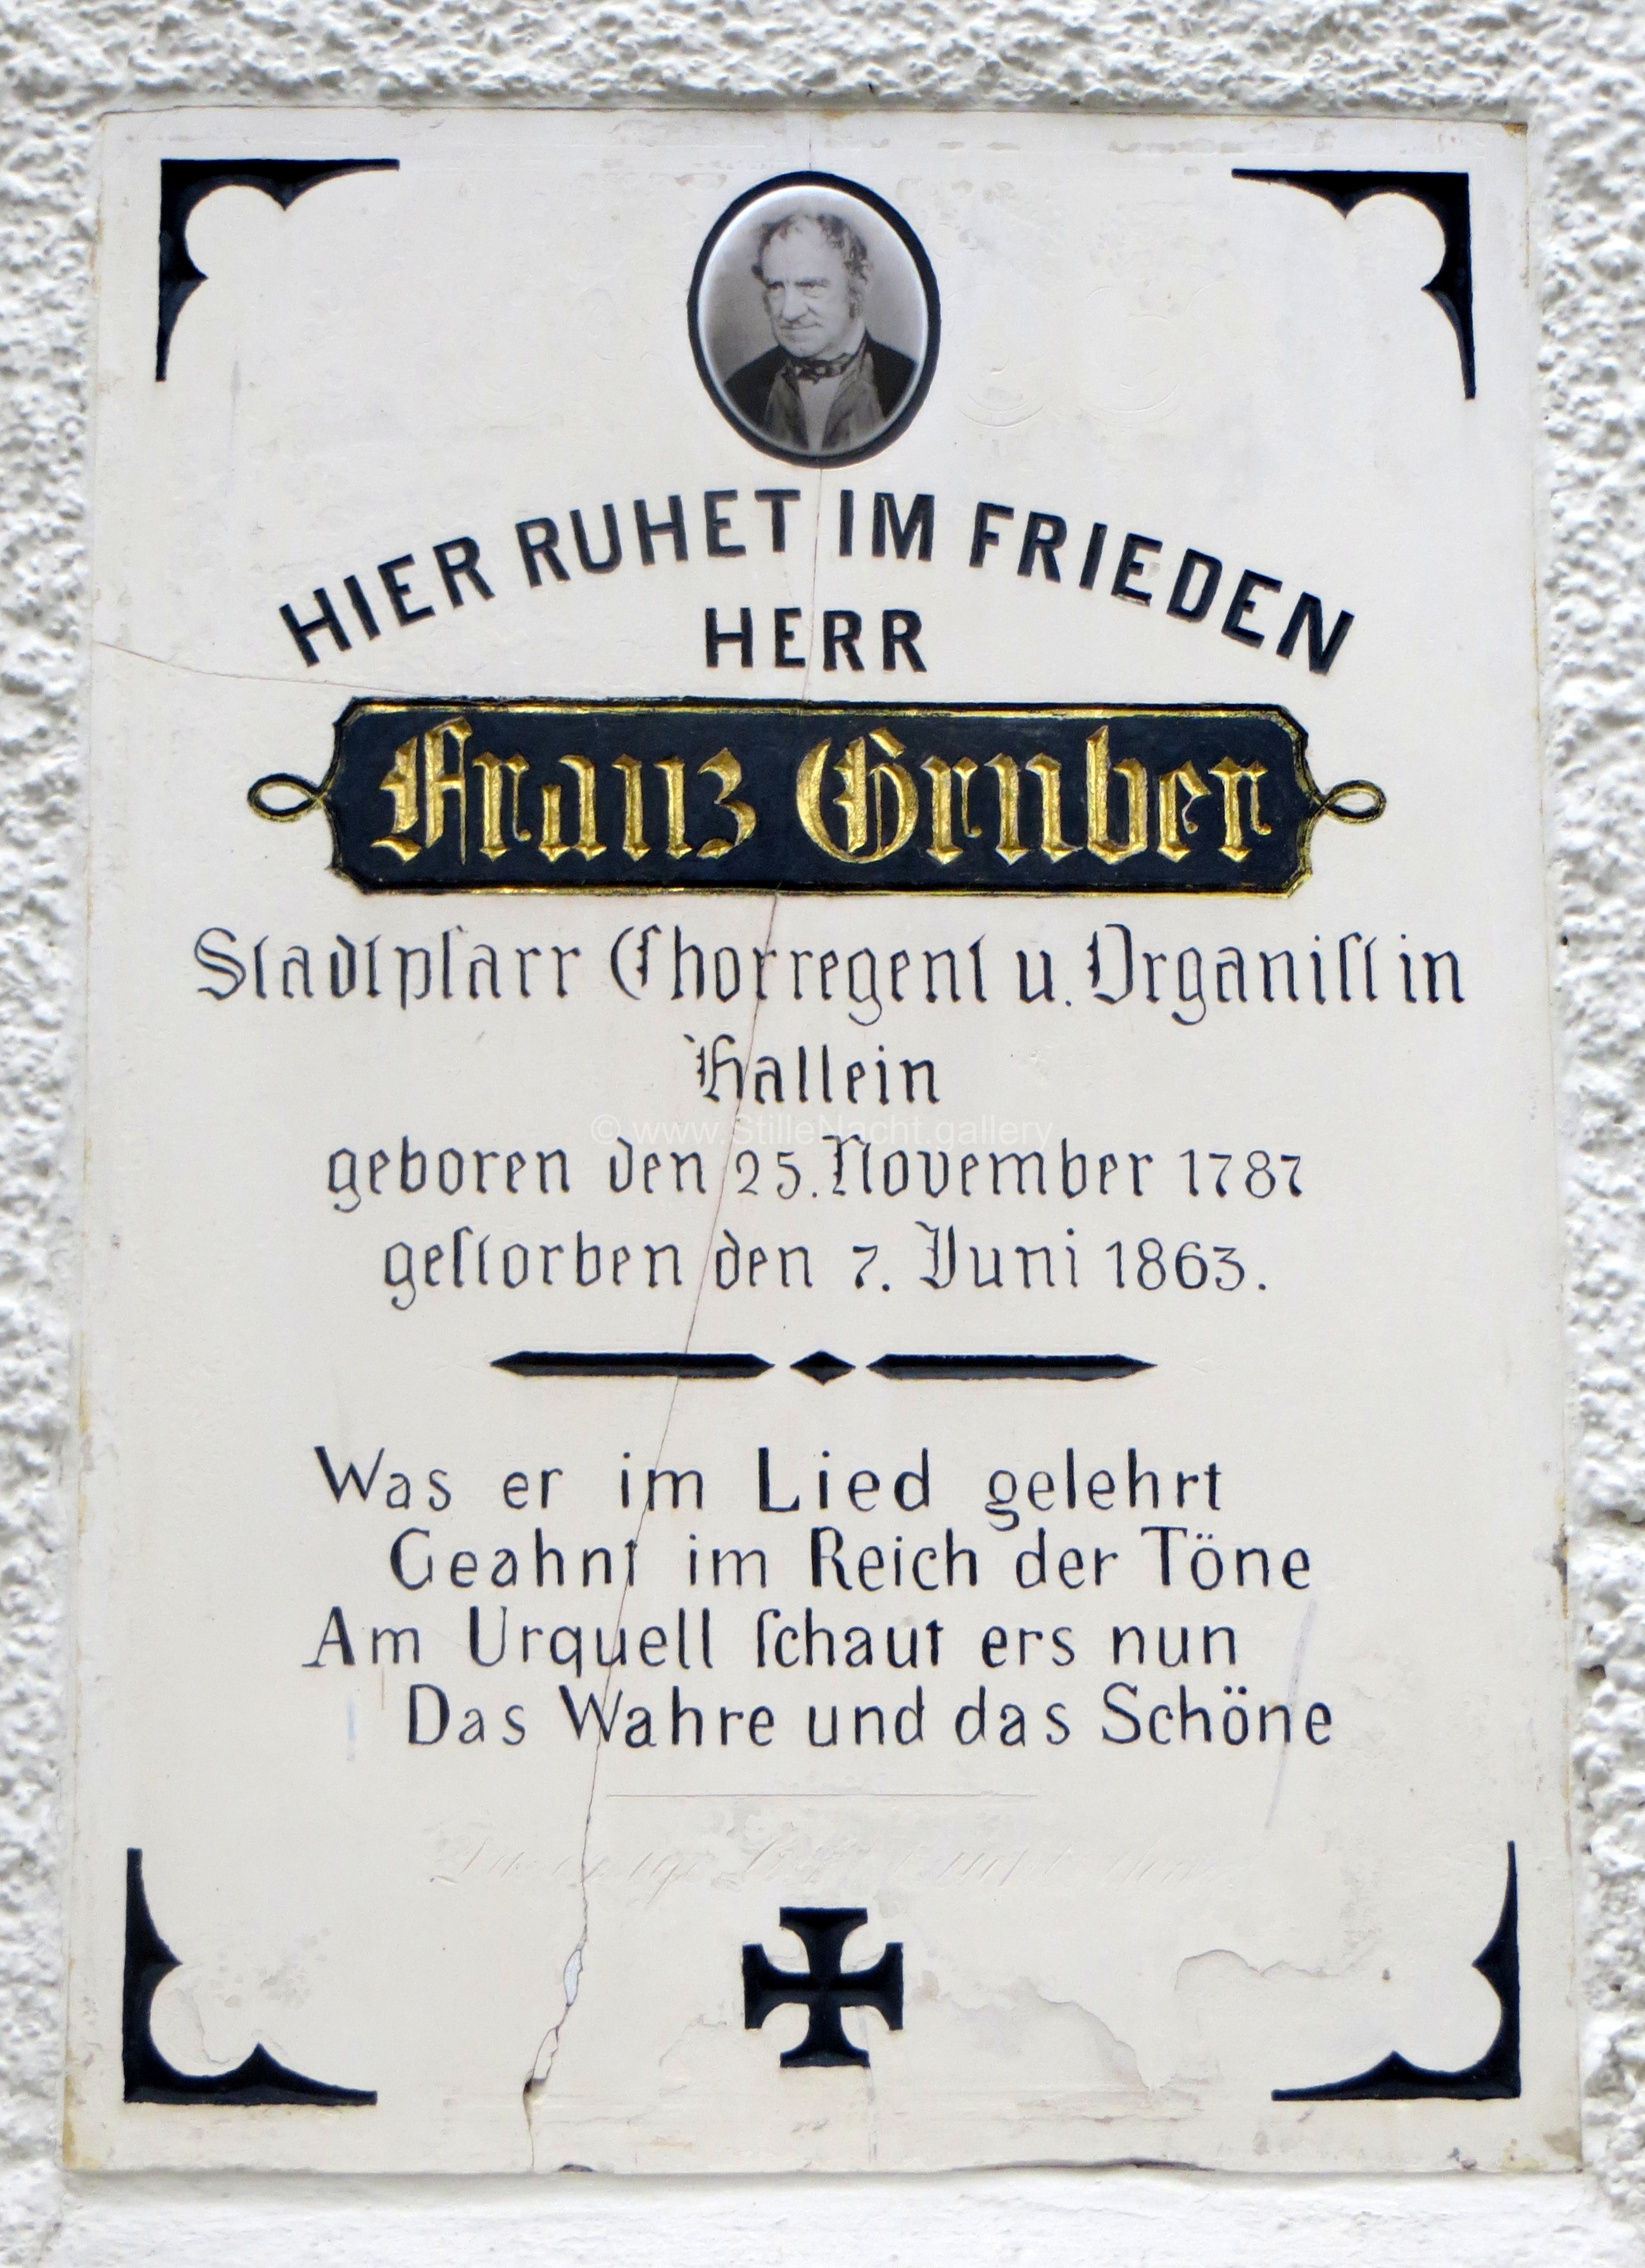 HIER RUHET IM FRIEDEN
HERR
Franz Gruber
Stadtpfarr Chorregent u. Organiſt in
Hallein
© www.StilleNacht.gallery
geboren den 25. November 1787
geſtorben den 7. Juni 1863.
Was er im Lied gelehrt
Geahnt im Reich der Töne
Am Urquell ſchaut ers nun
Das Wahre und das Schöne